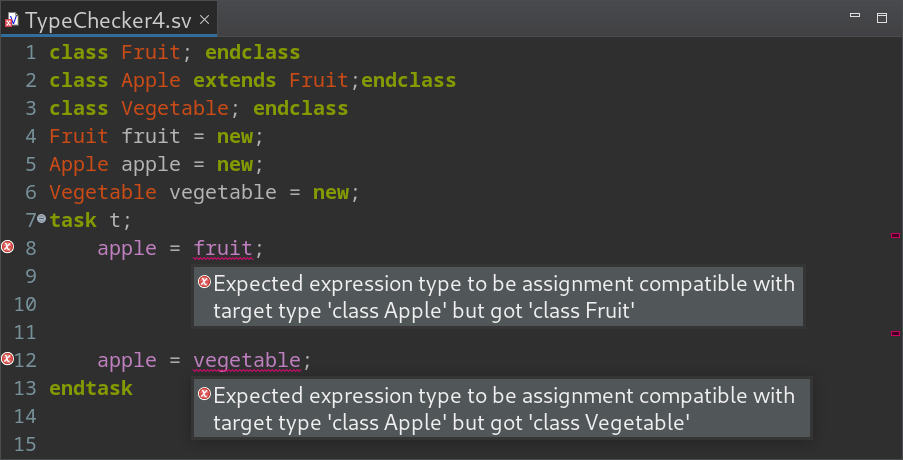 TypeChecker4.sv
1 class Fruit; endclass
2 class Apple extends Fruit;endclass
3 class Vegetable; endclass
4 Fruit fruit = new;
5 Apple apple = new;
6 Vegetable vegetable = new;
7 task t;
8 apple = fruit;
9
Expected expression type to be assignment compatible with
10
target type 'class Apple' but got 'class Fruit'
11
12 apple = vegetable;
13 endtask
Expected expression type to be assignment compatible with
14
target type 'class Apple' but got 'class Vegetable'
15